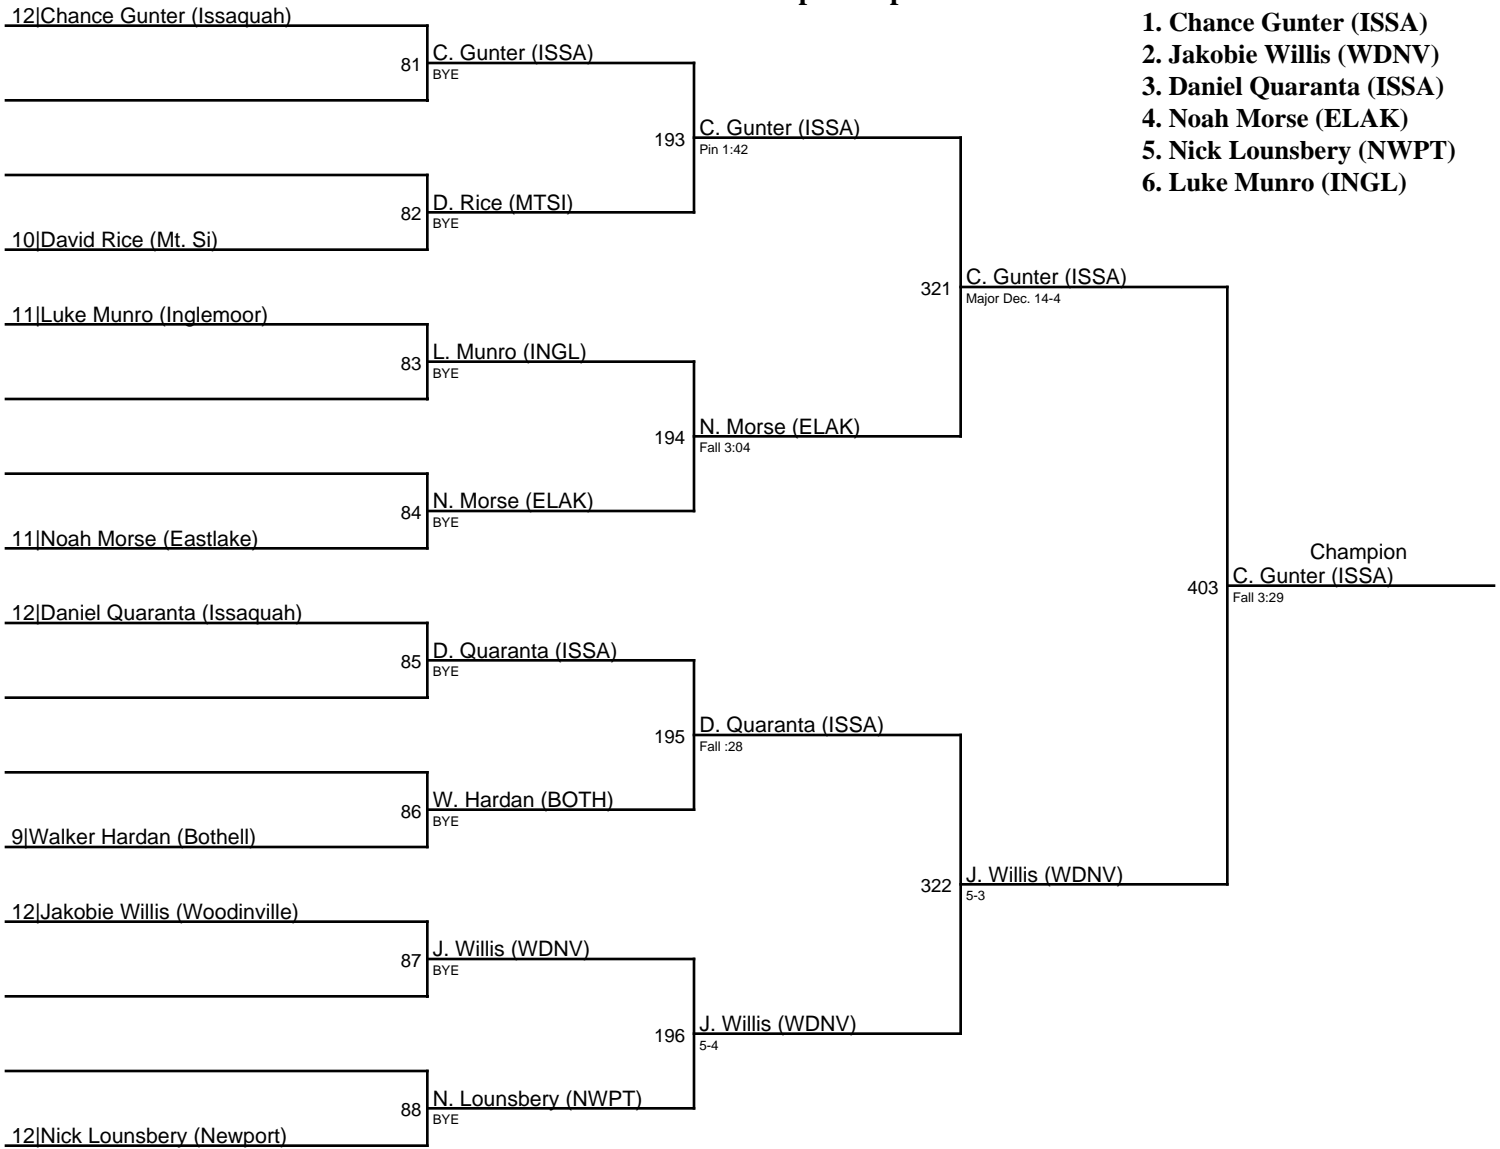 1. Chance Gunter (ISSA)
2. Jakobie Willis (WDNV)
3. Daniel Quaranta (ISSA)
4. Noah Morse (ELAK)
5. Nick Lounsbery (NWPT)
6. Luke Munro (INGL)
12|Chance Gunter (Issaquah)
81 C. Gunter (ISSA)
BYE
193 C. Gunter (ISSA)
Pin 1:42
82 D. Rice (MTSI)
BYE
10|David Rice (Mt. Si)
321 C. Gunter (ISSA)
Major Dec. 14-4
11|Luke Munro (Inglemoor)
83 L. Munro (INGL)
BYE
194 N. Morse (ELAK)
Fall 3:04
84 N. Morse (ELAK)
BYE
11|Noah Morse (Eastlake)
Champion
403 C. Gunter (ISSA)
Fall 3:29
12|Daniel Quaranta (Issaquah)
85 D. Quaranta (ISSA)
BYE
195 D. Quaranta (ISSA)
Fall :28
86 W. Hardan (BOTH)
BYE
9|Walker Hardan (Bothell)
322 J. Willis (WDNV)
5-3
12|Jakobie Willis (Woodinville)
87 J. Willis (WDNV)
BYE
196 J. Willis (WDNV)
5-4
88 N. Lounsbery (NWPT)
BYE
12|Nick Lounsbery (Newport)